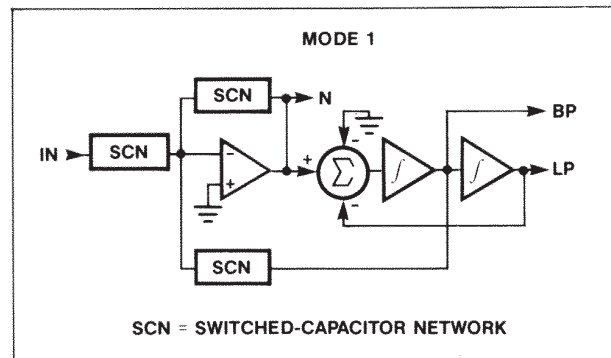 MODE 1
SCN
N
BP
IN
SCN
-
+
+
-
Σ
-
∫
∫
LP
SCN
SCN = SWITCHED-CAPACITOR NETWORK